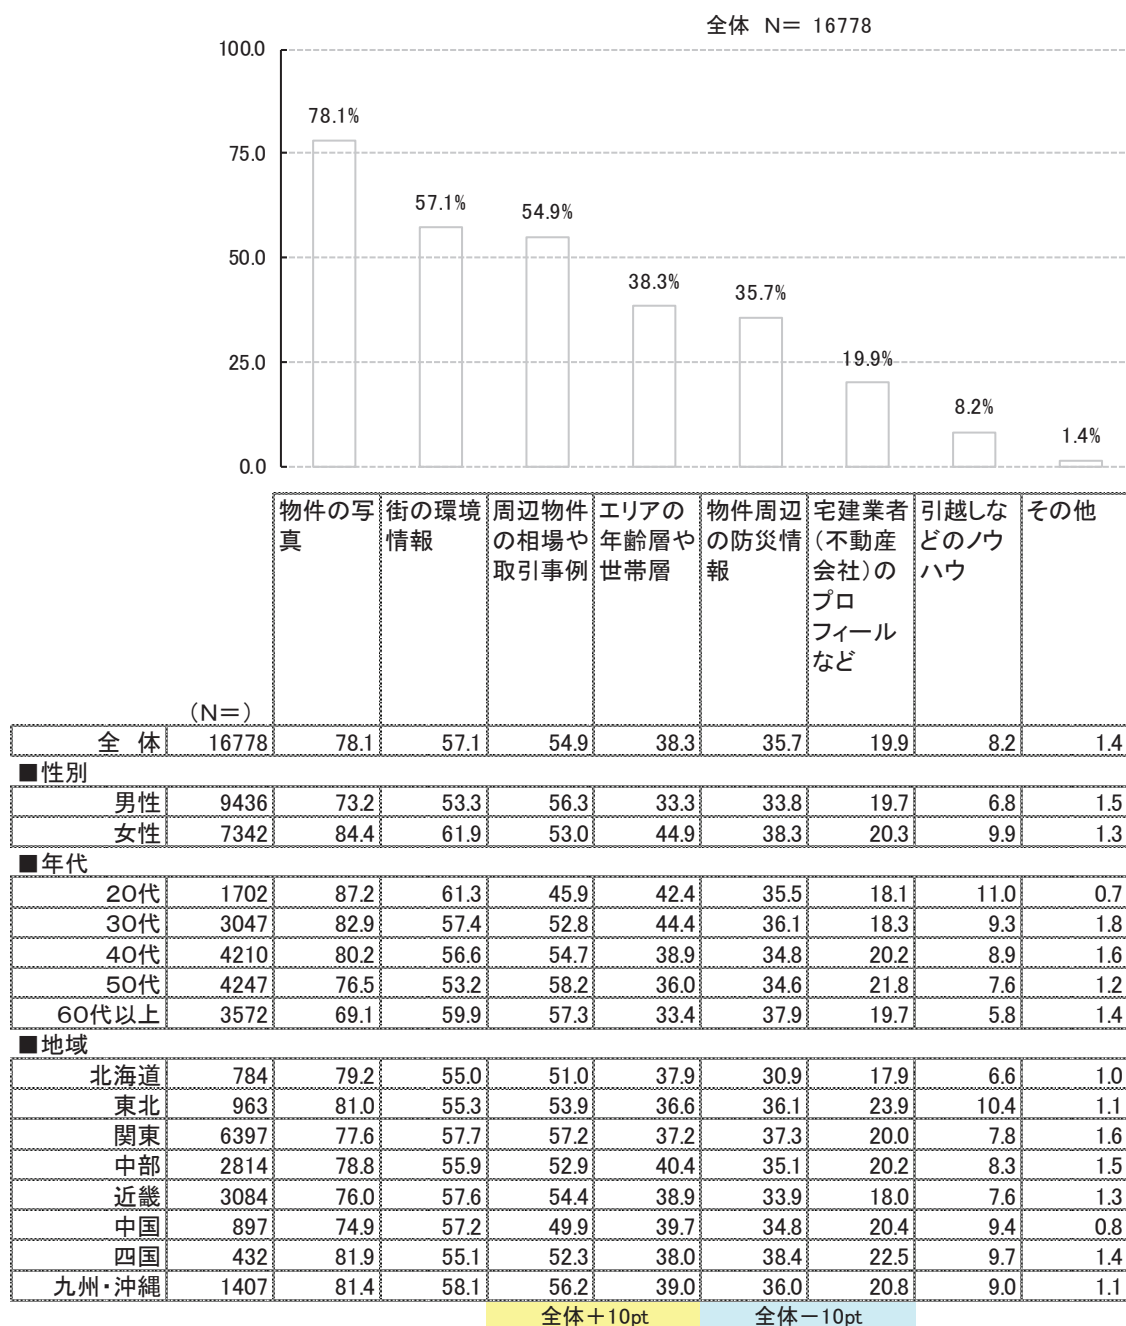 全体 N= 16778
100.0
75.0
50.0
25.0
0.0
78.1%
57.1%
54.9%
38.3%
35.7%
19.9%
8.2%
1.4%
(N=)
物件の写
真
街の環境
情報
周辺物件
の相場や
取引事例
エリアの
年齢層や
世帯層
物件周辺
の防災情
報
宅建業者
(不動産
会社)の
プロ
フィール
など
引越しな
どのノウ
ハウ
その他
全 体 16778 78.1 57.1 54.9 38.3 35.7 19.9 8.2 1.4
■性別
男性 9436 73.2 53.3 56.3 33.3 33.8 19.7 6.8 1.5
女性 7342 84.4 61.9 53.0 44.9 38.3 20.3 9.9 1.3
■年代
20代 1702 87.2 61.3 45.9 42.4 35.5 18.1 11.0 0.7
30代 3047 82.9 57.4 52.8 44.4 36.1 18.3 9.3 1.8
40代 4210 80.2 56.6 54.7 38.9 34.8 20.2 8.9 1.6
50代 4247 76.5 53.2 58.2 36.0 34.6 21.8 7.6 1.2
60代以上 3572 69.1 59.9 57.3 33.4 37.9 19.7 5.8 1.4
■地域
北海道 784 79.2 55.0 51.0 37.9 30.9 17.9 6.6 1.0
東北 963 81.0 55.3 53.9 36.6 36.1 23.9 10.4 1.1
関東 6397 77.6 57.7 57.2 37.2 37.3 20.0 7.8 1.6
中部 2814 78.8 55.9 52.9 40.4 35.1 20.2 8.3 1.5
近畿 3084 76.0 57.6 54.4 38.9 33.9 18.0 7.6 1.3
中国 897 74.9 57.2 49.9 39.7 34.8 20.4 9.4 0.8
四国 432 81.9 55.1 52.3 38.0 38.4 22.5 9.7 1.4
九州・沖縄 1407 81.4 58.1 56.2 39.0 36.0 20.8 9.0 1.1
全体+10pt 全体-10pt